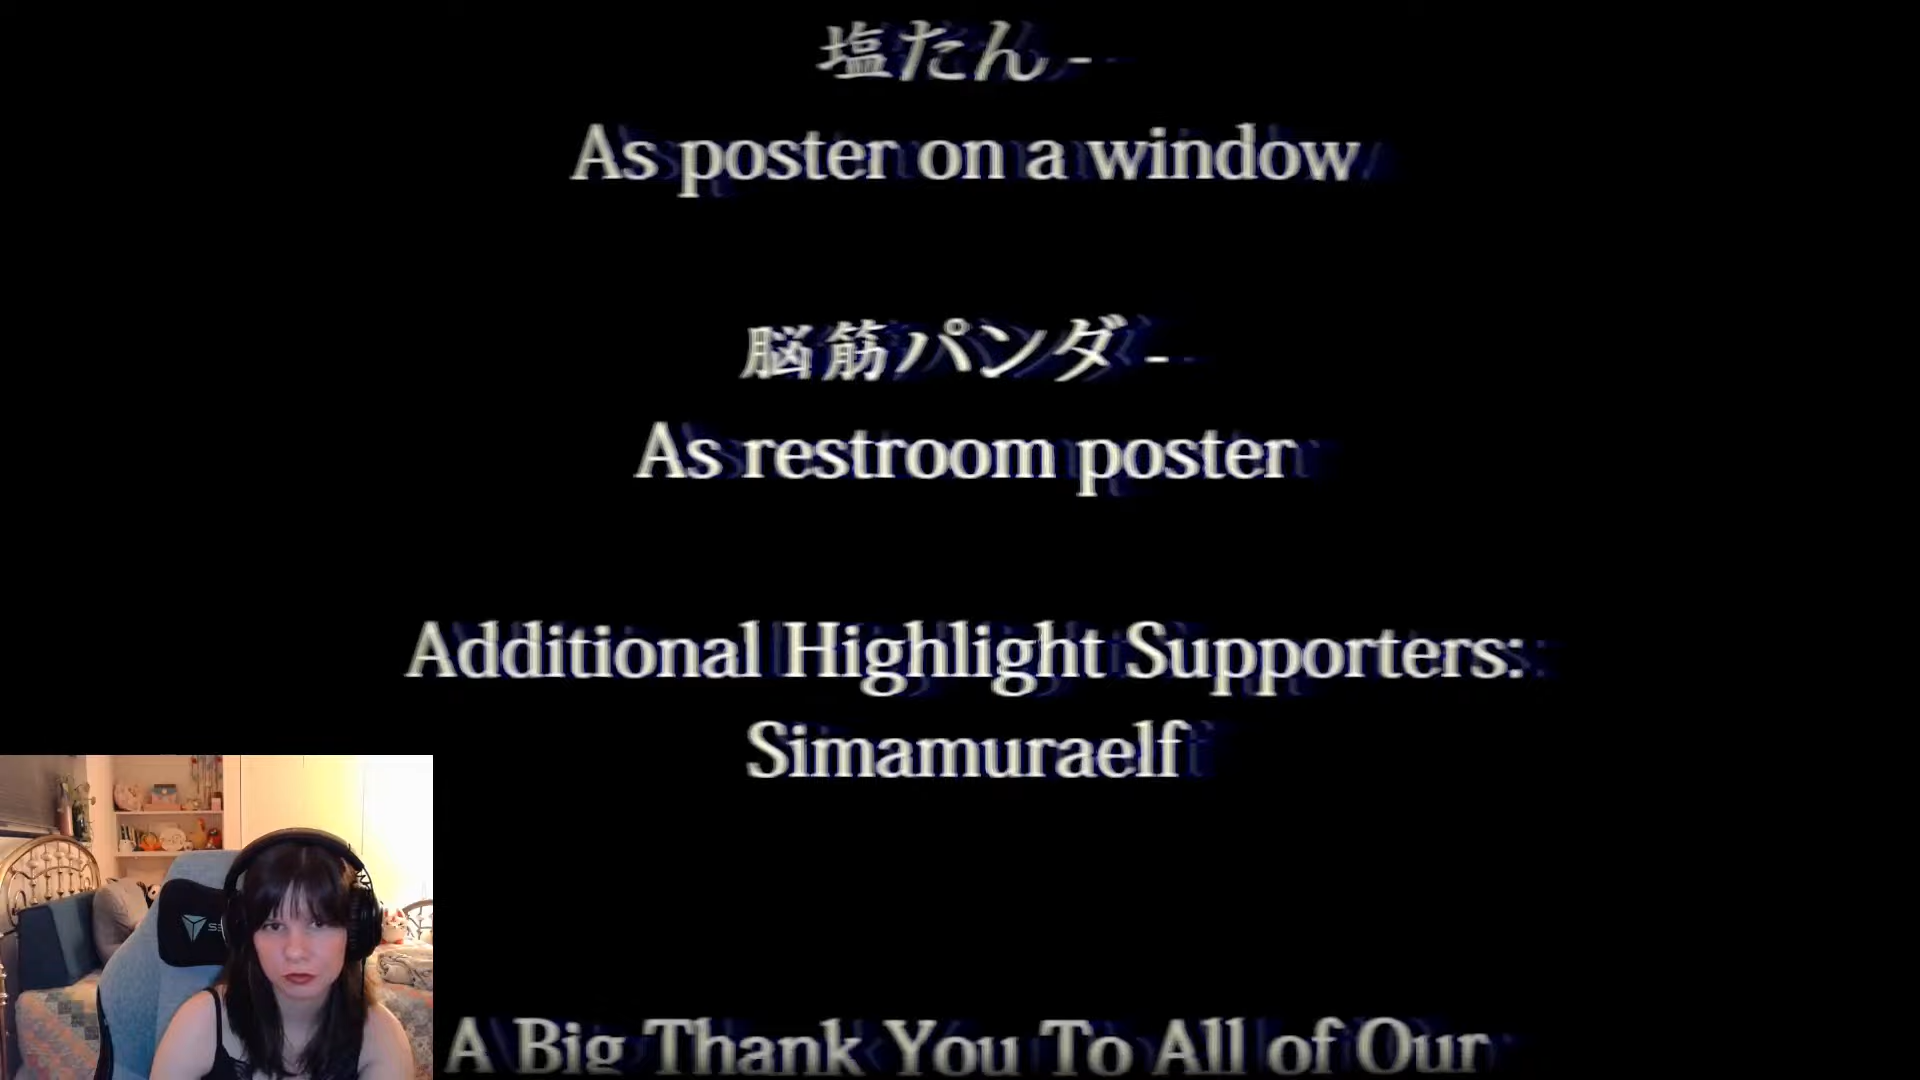 塩たん -
As poster on a window
脳筋パンダ -
As restroom poster
Additional Highlight Supporters:
Simamuraelf
A Big Thank You To All of Our